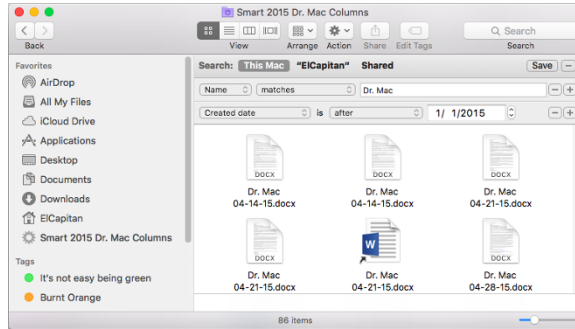 Smart 2015 Dr. Mac Columns
Search
Back
View
Arrange
Action
Share
Edit Tags
Search
Favorites
AirDrop
All My Files
iCloud Drive
Applications
Desktop
Documents
Downloads
ElCapitan
Smart 2015 Dr. Mac Columns
Tags
It's not easy being green
Burnt Orange
Search: This Mac "ElCapitan" Shared
Save
Name matches Dr. Mac
Created date is after 1/ 1/2015
DOCX DOCX DOCX
Dr. Mac Dr. Mac Dr. Mac
04-14-15.docx 04-14-15.docx 04-21-15.docx
DOCX W DOCX
Dr. Mac Dr. Mac Dr. Mac
04-21-15.docx 04-21-15.docx 04-28-15.docx
86 items